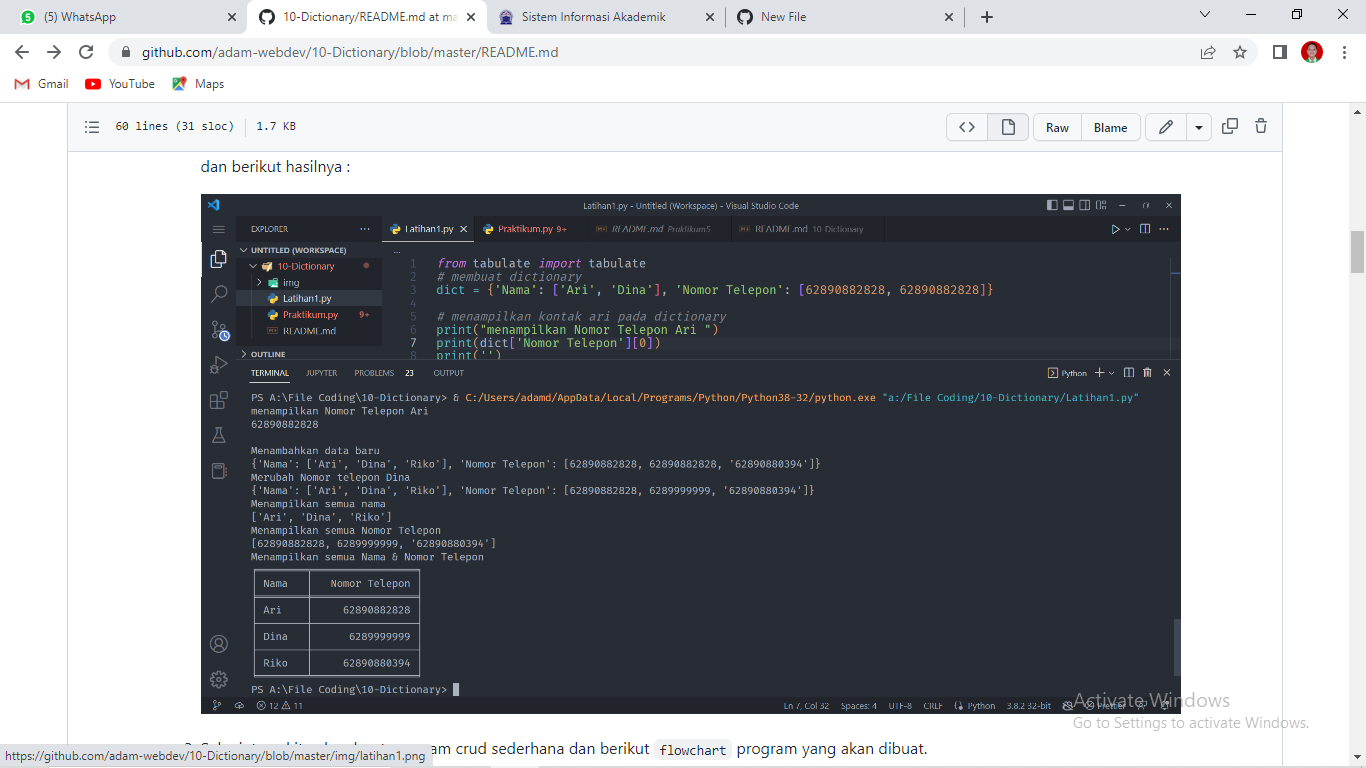 (5) WhatsApp
10-Dictionary/README.md at ma
Sistem Informasi Akademik
New File
github.com/adam-webdev/10-Dictionary/blob/master/README.md
Gmail YouTube Maps
60 lines (31 sloc) 1.7 KB Raw Blame
dan berikut hasilnya :
Latihan1.py - Untitled (Workspace) - Visual Studio Code
EXPLORER ... Latihan1.py Praktikum.py 9+ README.md Praktikum5 README.md 10 Dictionary
UNTITLED (WORKSPACE)
10-Dictionary
img
Latihan1.py
Praktikum.py 9+
README.md
OUTLINE
1 from tabulate import tabulate
2 # membuat dictionary
3 dict = {'Nama': ['Ari', 'Dina'], 'Nomor Telepon': [62890882828, 62890882828]}
4
5 # menampilkan kontak ari pada dictionary
6 print("menampilkan Nomor Telepon Ari ")
7 print(dict['Nomor Telepon'][0])
8 print('')
TERMINAL JUPYTER PROBLEMS 23 OUTPUT Python
PS A:\File Coding\10-Dictionary> & C:/Users/adamd/AppData/Local/Programs/Python/Python38-32/python.exe "a:/File Coding/10-Dictionary/Latihan1.py"
menampilkan Nomor Telepon Ari
62890882828
Menambahkan data baru
{'Nama': ['Ari', 'Dina', 'Riko'], 'Nomor Telepon': [62890882828, 62890882828, '62890880394']}
Merubah Nomor telepon Dina
{'Nama': ['Ari', 'Dina', 'Riko'], 'Nomor Telepon': [62890882828, 6289999999, '62890880394']}
Menampilkan semua nama
['Ari', 'Dina', 'Riko']
Menampilkan semua Nomor Telepon
[62890882828, 6289999999, '62890880394']
Menampilkan semua Nama & Nomor Telepon
Nama Nomor Telepon
Ari 62890882828
Dina 6289999999
Riko 62890880394
PS A:\File Coding\10-Dictionary>
12 11 Ln 7, Col 32 Spaces: 4 UTF-8 CRLF Python 3.8.2 32-bit Prettier
Activate Windows
Go to Settings to activate Windows.
am crud sederhana dan berikut flowchart program yang akan dibuat.
https://github.com/adam-webdev/10-Dictionary/blob/master/img/latihan1.png